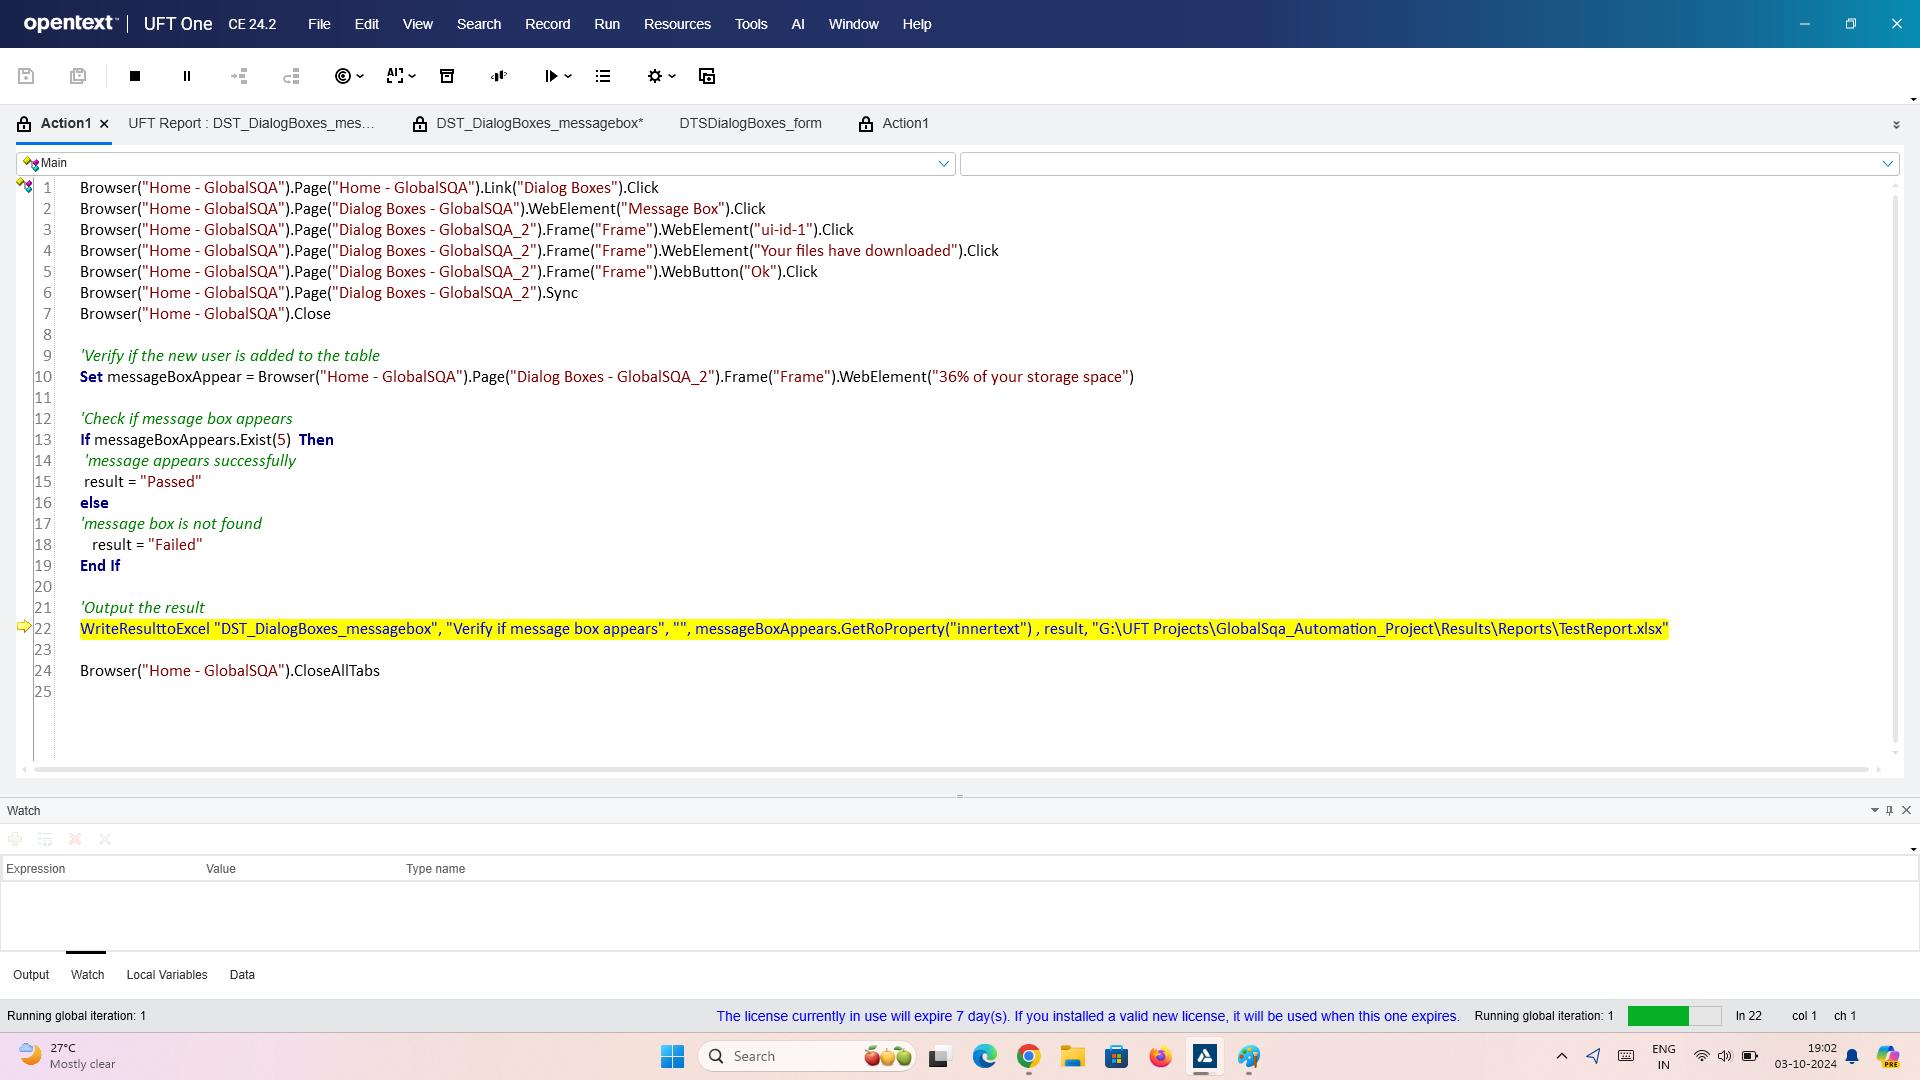 opentext | UFT One CE 24.2 File Edit View Search Record Run Resources Tools AI Window Help
Action1 UFT Report : DST_DialogBoxes_mes... DST_DialogBoxes_messagebox* DTSDialogBoxes_form Action1
Main
1 Browser("Home - GlobalSQA").Page("Home - GlobalSQA").Link("Dialog Boxes").Click
2 Browser("Home - GlobalSQA").Page("Dialog Boxes - GlobalSQA").WebElement("Message Box").Click
3 Browser("Home - GlobalSQA").Page("Dialog Boxes - GlobalSQA_2").Frame("Frame").WebElement("ui-id-1").Click
4 Browser("Home - GlobalSQA").Page("Dialog Boxes - GlobalSQA_2").Frame("Frame").WebElement("Your files have downloaded").Click
5 Browser("Home - GlobalSQA").Page("Dialog Boxes - GlobalSQA_2").Frame("Frame").WebButton("Ok").Click
6 Browser("Home - GlobalSQA").Page("Dialog Boxes - GlobalSQA_2").Sync
7 Browser("Home - GlobalSQA").Close
8
9 'Verify if the new user is added to the table
10 Set messageBoxAppear = Browser("Home - GlobalSQA").Page("Dialog Boxes - GlobalSQA_2").Frame("Frame").WebElement("36% of your storage space")
11
12 'Check if message box appears
13 If messageBoxAppears.Exist(5) Then
14 'message appears successfully
15 result = "Passed"
16 else
17 'message box is not found
18 result = "Failed"
19 End If
20
21 'Output the result
22 WriteResulttoExcel "DST_DialogBoxes_messagebox", "Verify if message box appears", "", messageBoxAppears.GetRoProperty("innertext") , result, "G:\UFT Projects\GlobalSqa_Automation_Project\Results\Reports\TestReport.xlsx"
23
24 Browser("Home - GlobalSQA").CloseAllTabs
25
Watch
Expression Value Type name
Output Watch Local Variables Data
Running global iteration: 1 The license currently in use will expire 7 day(s). If you installed a valid new license, it will be used when this one expires. Running global iteration: 1 ln 22 col 1 ch 1
27°C
Mostly clear
Search
ENG
IN
19:02
03-10-2024
PRE